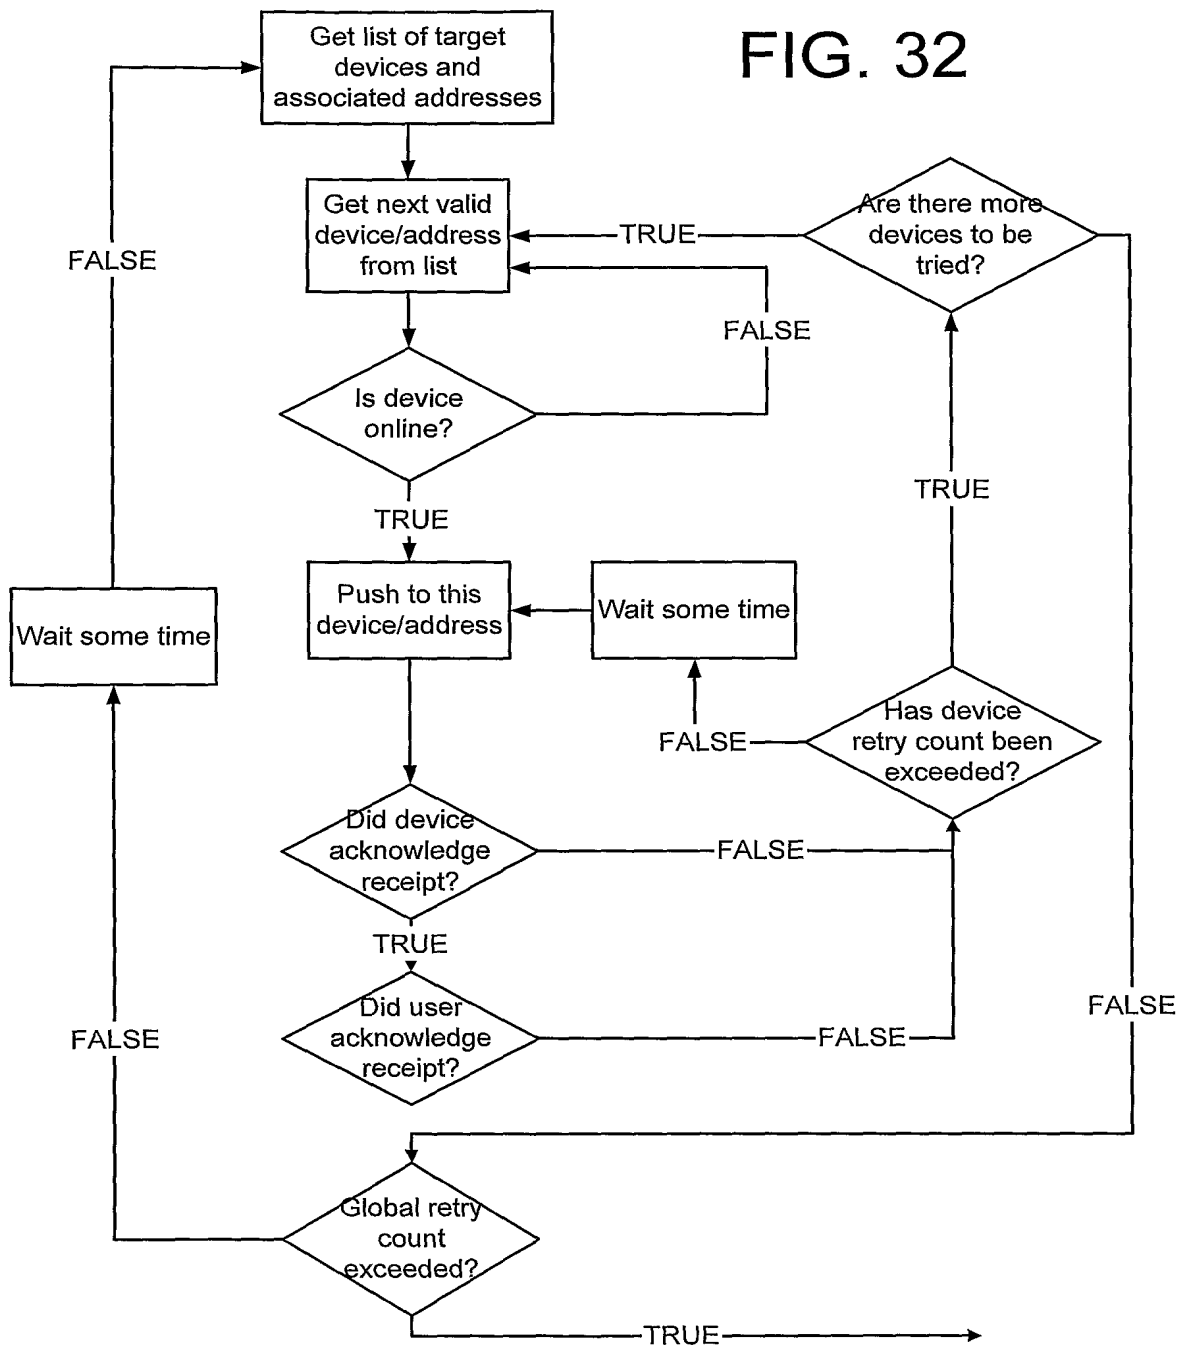 FIG. 32
Get list of target
devices and
associated addresses
Get next valid
device/address
from list
TRUE
Are there more
devices to be
tried?
FALSE
FALSE
Is device
online?
TRUE
TRUE
Push to this
device/address
Wait some time
Wait some time
Has device
retry count been
exceeded?
FALSE
Did device
acknowledge
receipt?
FALSE
TRUE
Did user
acknowledge
receipt?
FALSE
FALSE
FALSE
Global retry
count
exceeded?
TRUE